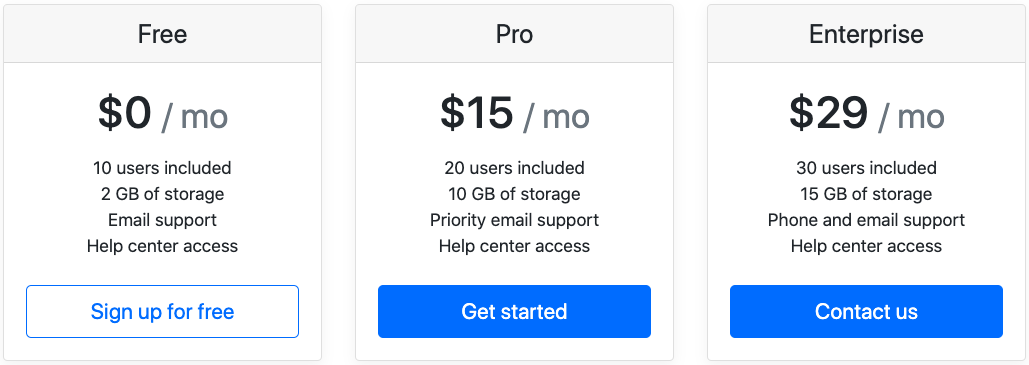 Free
$0 / mo
10 users included
2 GB of storage
Email support
Help center access
Sign up for free
Pro
$15 / mo
20 users included
10 GB of storage
Priority email support
Help center access
Get started
Enterprise
$29 / mo
30 users included
15 GB of storage
Phone and email support
Help center access
Contact us